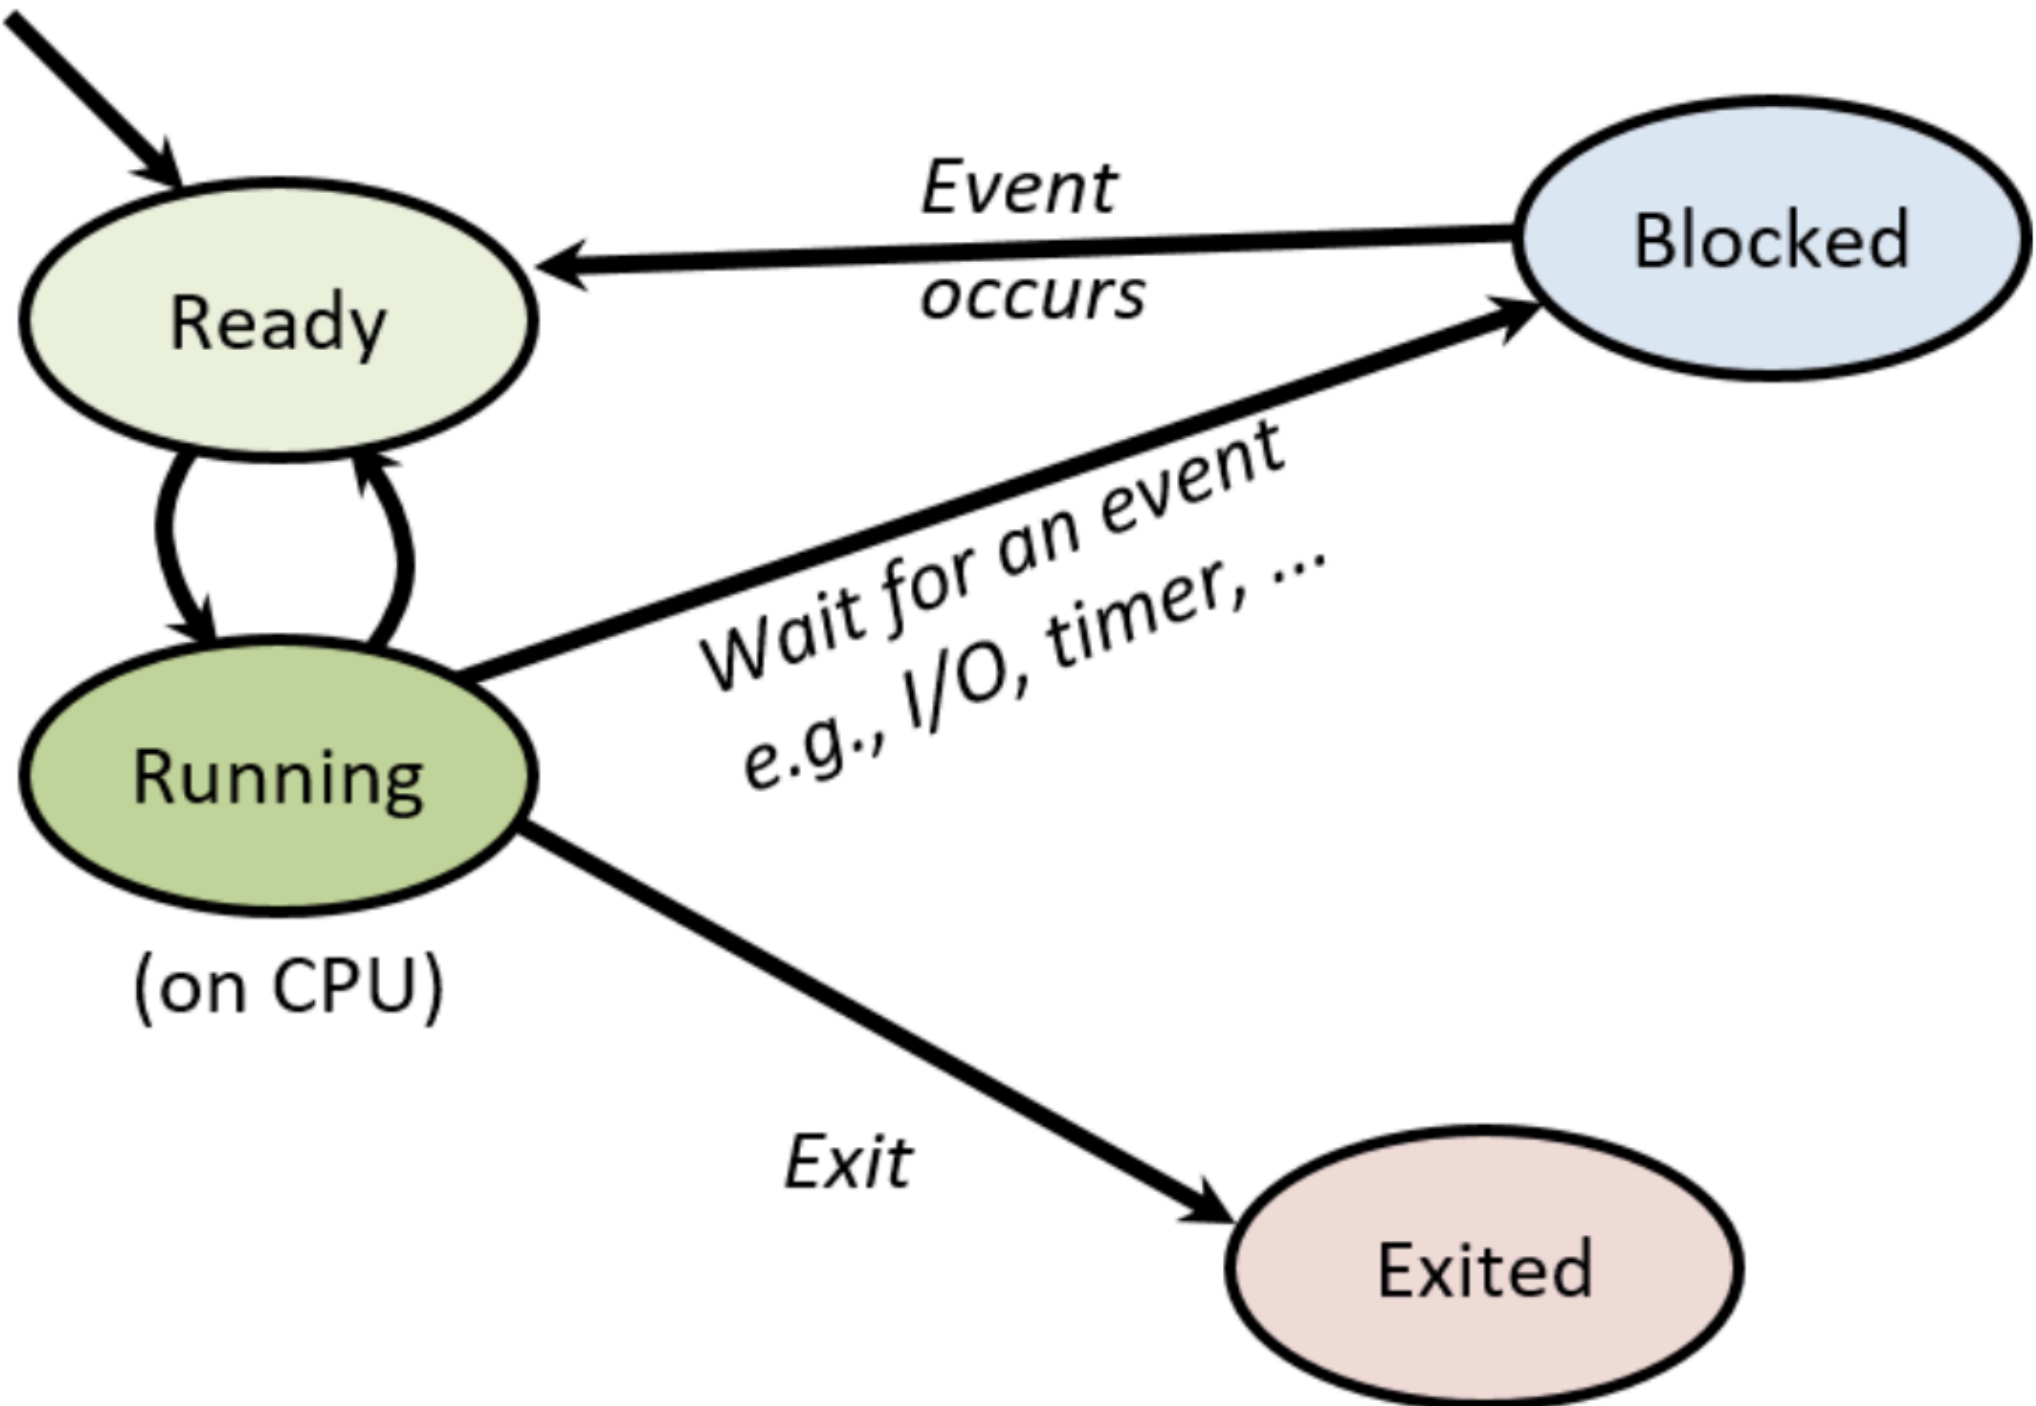 Event
occurs
Blocked
Ready
Wait for an event
e.g., I/O, timer, ...
Running
(on CPU)
Exit
Exited